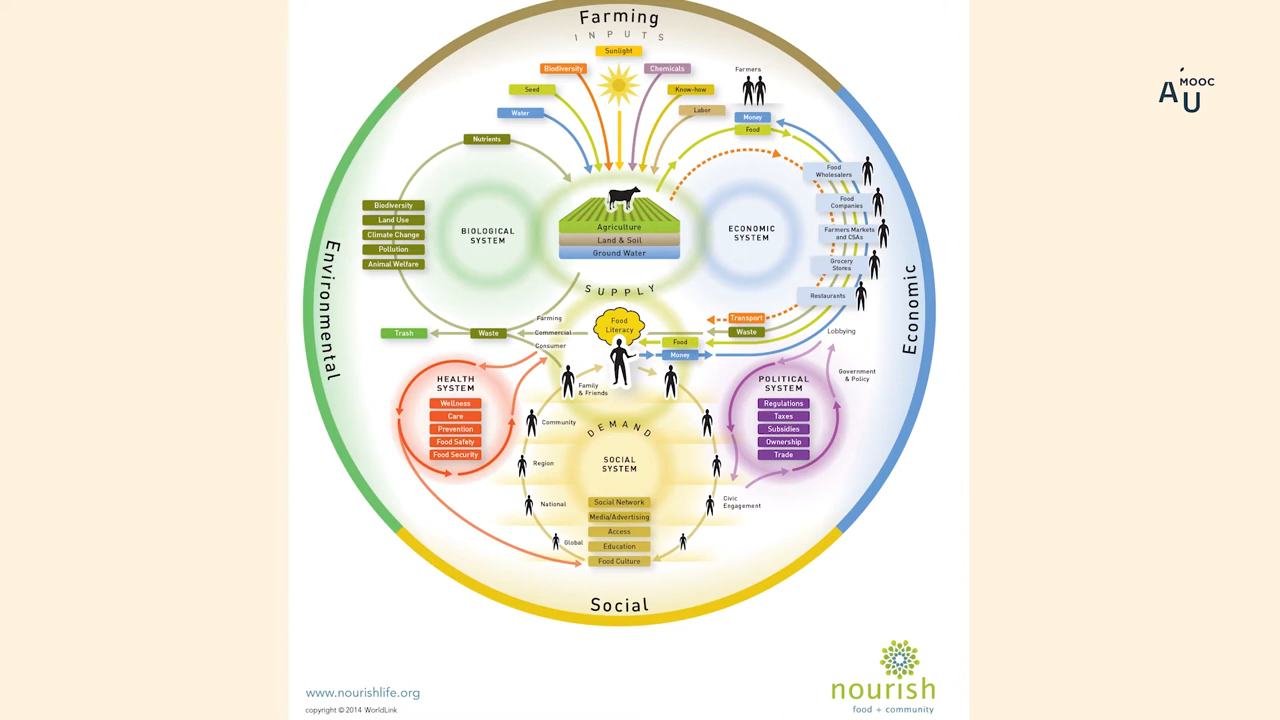 Farming
INPUTS
Sunlight
Biodiversity
Chemicals
Farmers
Seed
Know-how
Water
Labor
Money
Food
Nutrients
Food
Wholesalers
Food
Companies
Farmers Markets
and CSAs
Grocery
Stores
Restaurants
Biodiversity
Land Use
Climate Change
Pollution
Animal Welfare
BIOLOGICAL
SYSTEM
Agriculture
Land & Soil
Ground Water
ECONOMIC
SYSTEM
Environmental
Economic
SUPPLY
Food
Literacy
Farming
Commercial
Consumer
Trash
Waste
Transport
Waste
Food
Money
Lobbying
Government
& Policy
HEALTH
SYSTEM
Wellness
Care
Prevention
Food Safety
Food Security
Family
& Friends
Community
Region
National
Global
DEMAND
SOCIAL
SYSTEM
Social Network
Media/Advertising
Access
Education
Food Culture
POLITICAL
SYSTEM
Regulations
Taxes
Subsidies
Ownership
Trade
Civic
Engagement
Social
www.nourishlife.org
copyright © 2014 WorldLink
nourish
food + community
AU MOOC